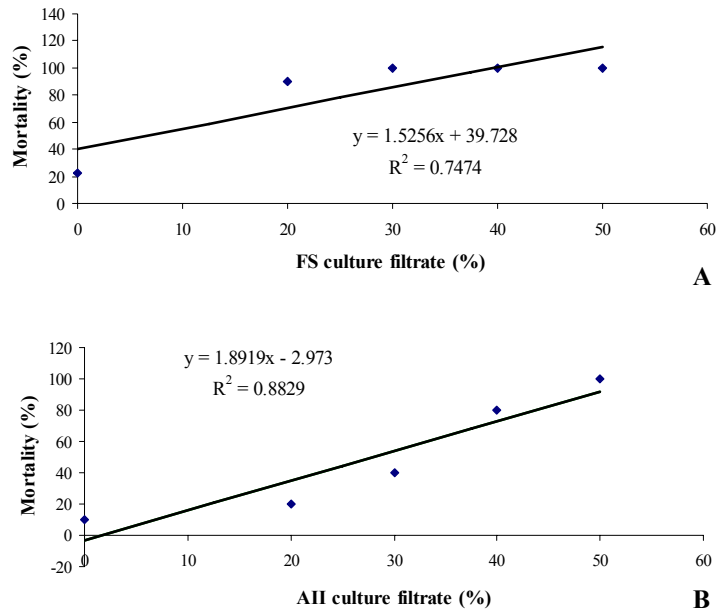 140
120
100
80
60
40
20
0
Mortality (%)
y = 1.5256x + 39.728
R² = 0.7474
0 10 20 30 40 50 60
FS culture filtrate (%)
A
120
100
80
60
40
20
0
-20
Mortality (%)
y = 1.8919x - 2.973
R² = 0.8829
0 10 20 30 40 50 60
AII culture filtrate (%)
B